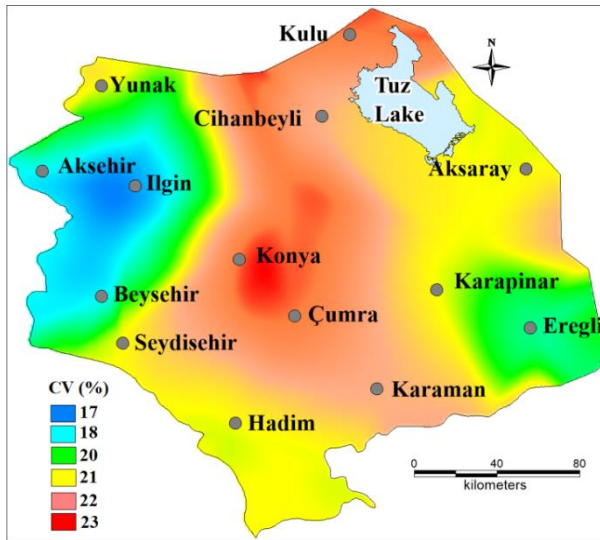 Kulu
N
Yunak
Tuz
Lake
Cihanbeyli
Aksehir
Ilgin
Aksaray
Konya
Karapinar
Beysehir
Çumra
Eregli
Seydisehir
CV (%)
17
18
20
21
22
23
Karaman
Hadim
0 40 80
kilometers